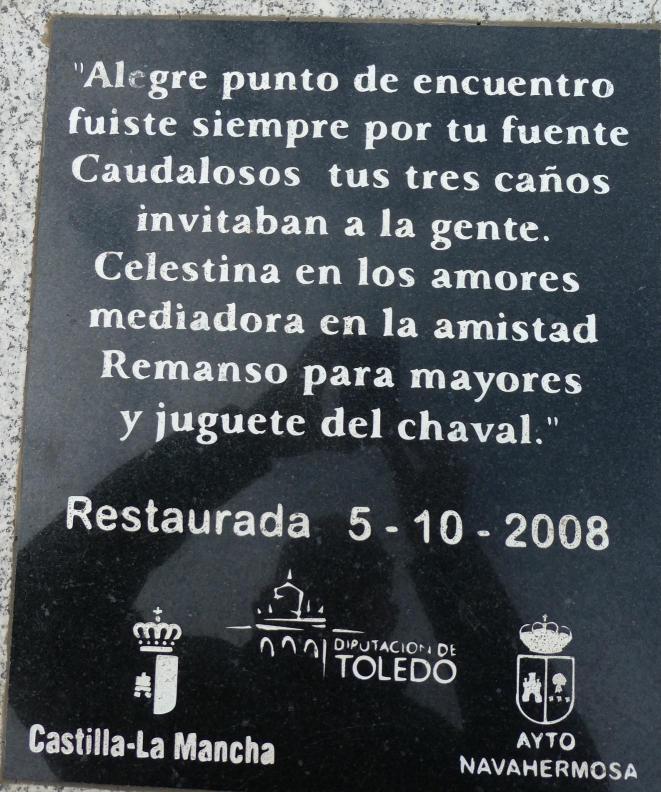 "Alegre punto de encuentro
fuiste siempre por tu fuente
Caudalosos tus tres caños
invitaban a la gente.
Celestina en los amores
mediadora en la amistad
Remanso para mayores
y juguete del chaval."
Restaurada 5 - 10 - 2008
DIPUTACION DE
TOLEDO
Castilla-La Mancha
AYTO
NAVAHERMOSA